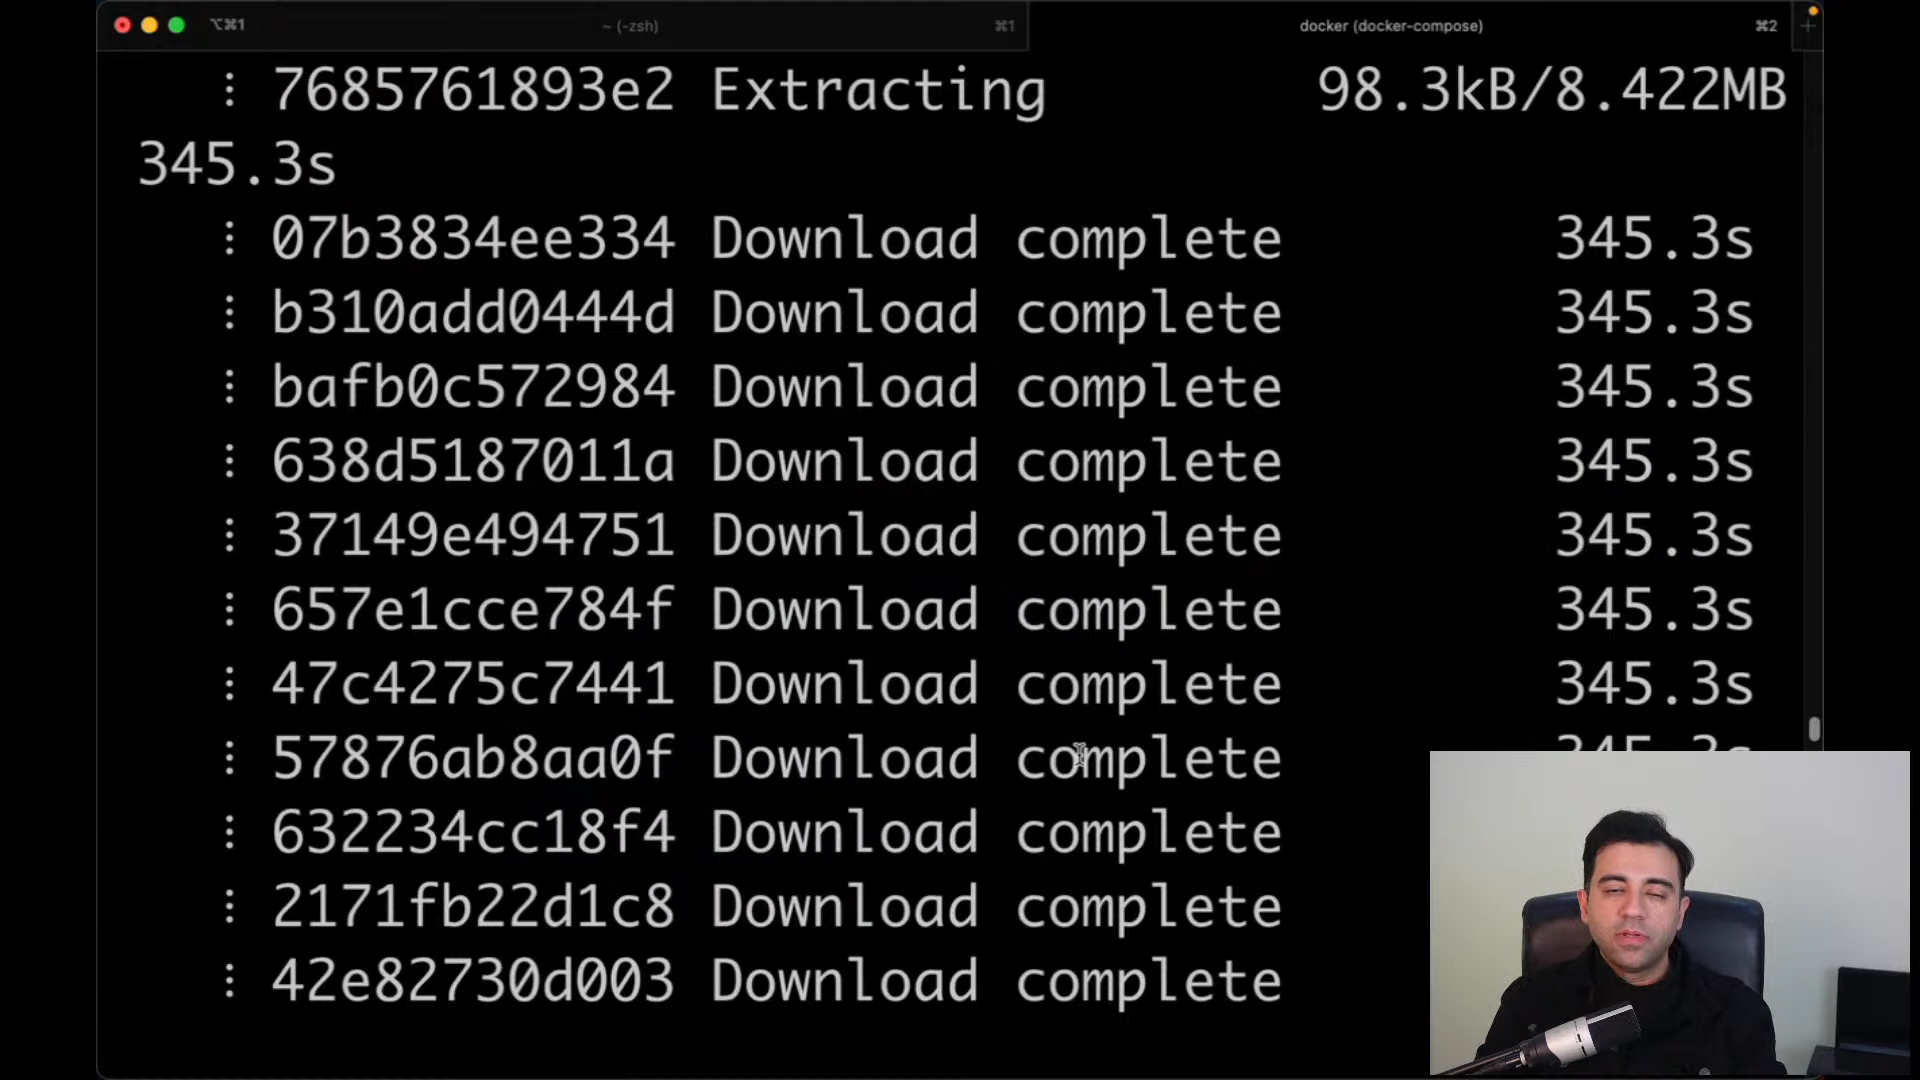 ⌥⌘1 ~ (-zsh) ⌘1 docker (docker-compose) ⌘2 +
⋮ 7685761893e2 Extracting 98.3kB/8.422MB
345.3s
⋮ 07b3834ee334 Download complete 345.3s
⋮ b310add0444d Download complete 345.3s
⋮ bafb0c572984 Download complete 345.3s
⋮ 638d5187011a Download complete 345.3s
⋮ 37149e494751 Download complete 345.3s
⋮ 657e1cce784f Download complete 345.3s
⋮ 47c4275c7441 Download complete 345.3s
⋮ 57876ab8aa0f Download complete 345.3s
⋮ 632234cc18f4 Download complete
⋮ 2171fb22d1c8 Download complete
⋮ 42e82730d003 Download complete